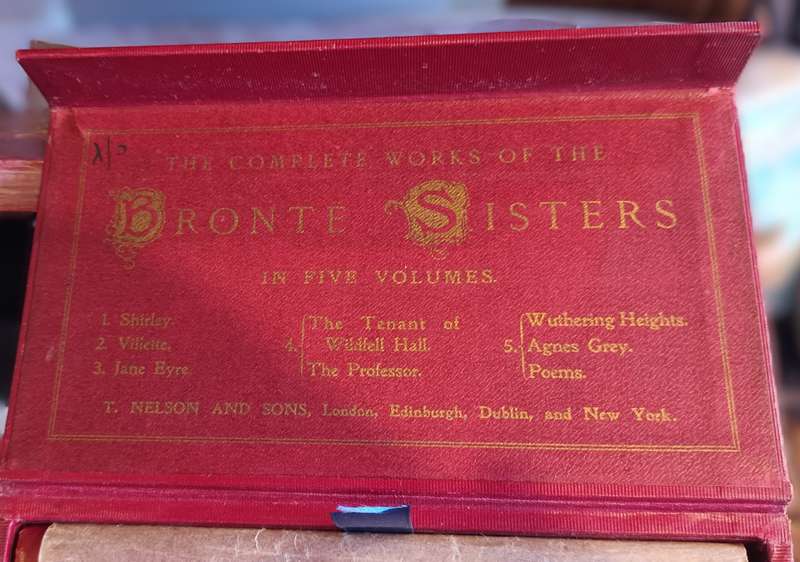 THE COMPLETE WORKS OF THE
BRONTE SISTERS
IN FIVE VOLUMES.
1. Shirley.
2. Villette.
3. Jane Eyre.
4. The Tenant of
Wildfell Hall.
The Professor.
5. Wuthering Heights.
Agnes Grey.
Poems.
T. NELSON AND SONS, London, Edinburgh, Dublin, and New York.